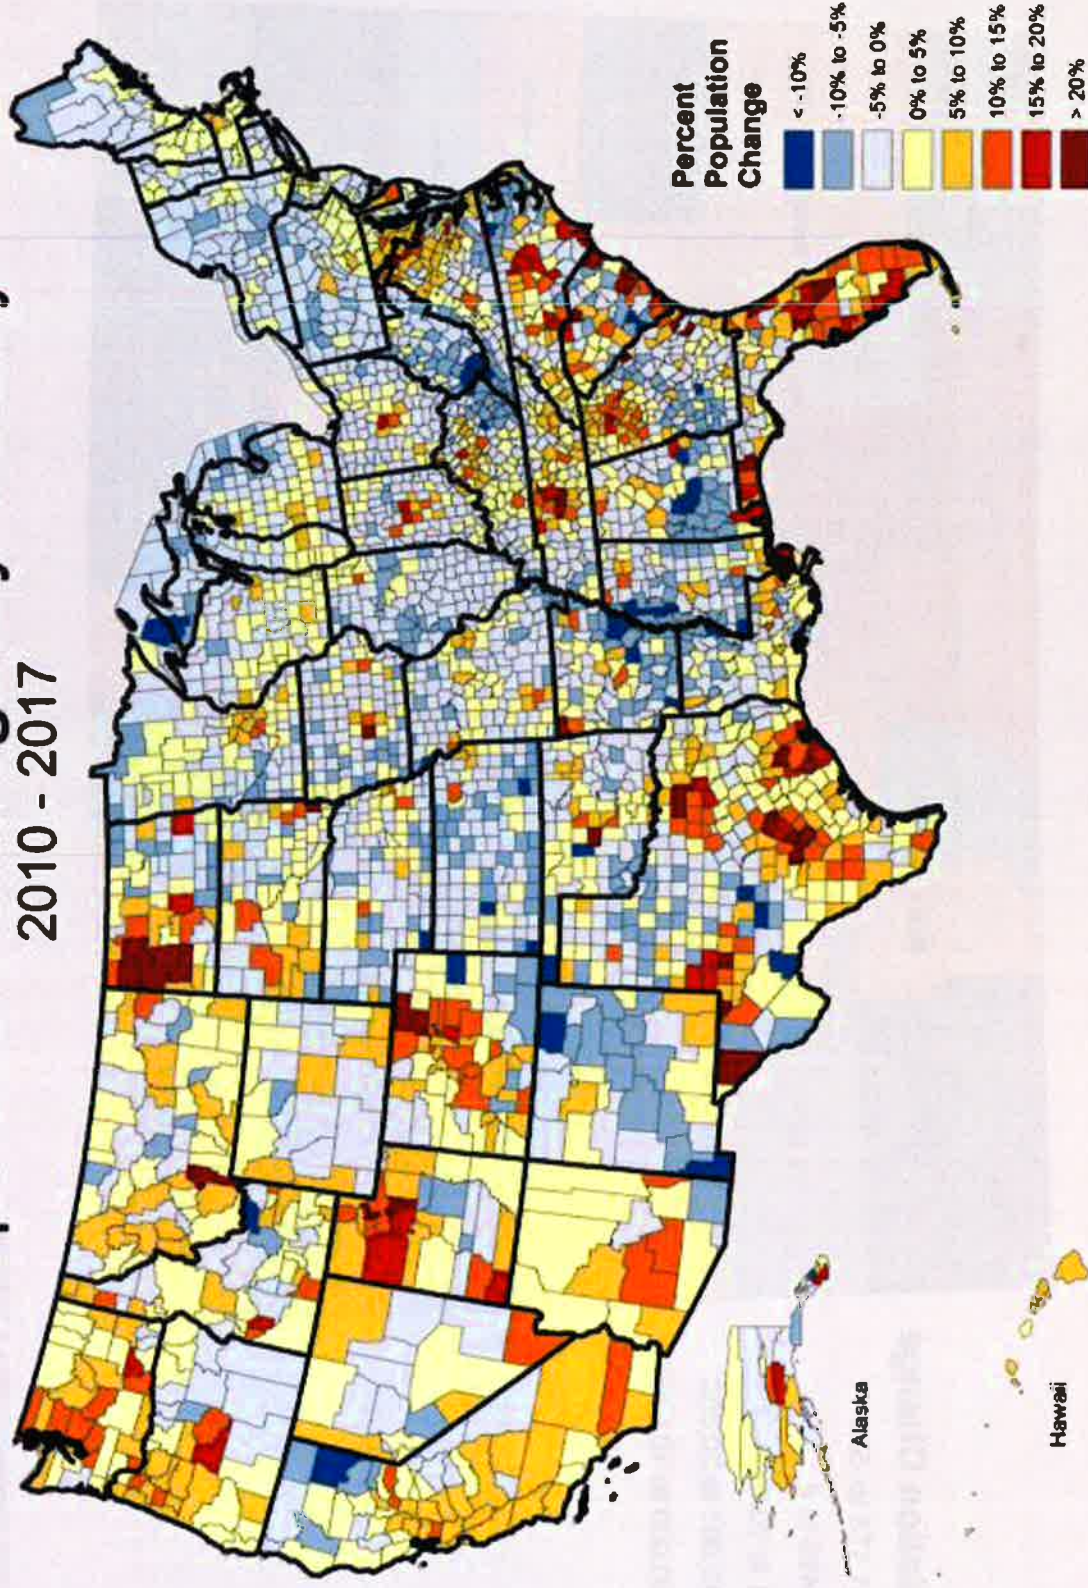 2010 - 2017
Percent
Population
Change
< -10%
-10% to -5%
-5% to 0%
0% to 5%
5% to 10%
10% to 15%
15% to 20%
> 20%
Alaska
Hawaii